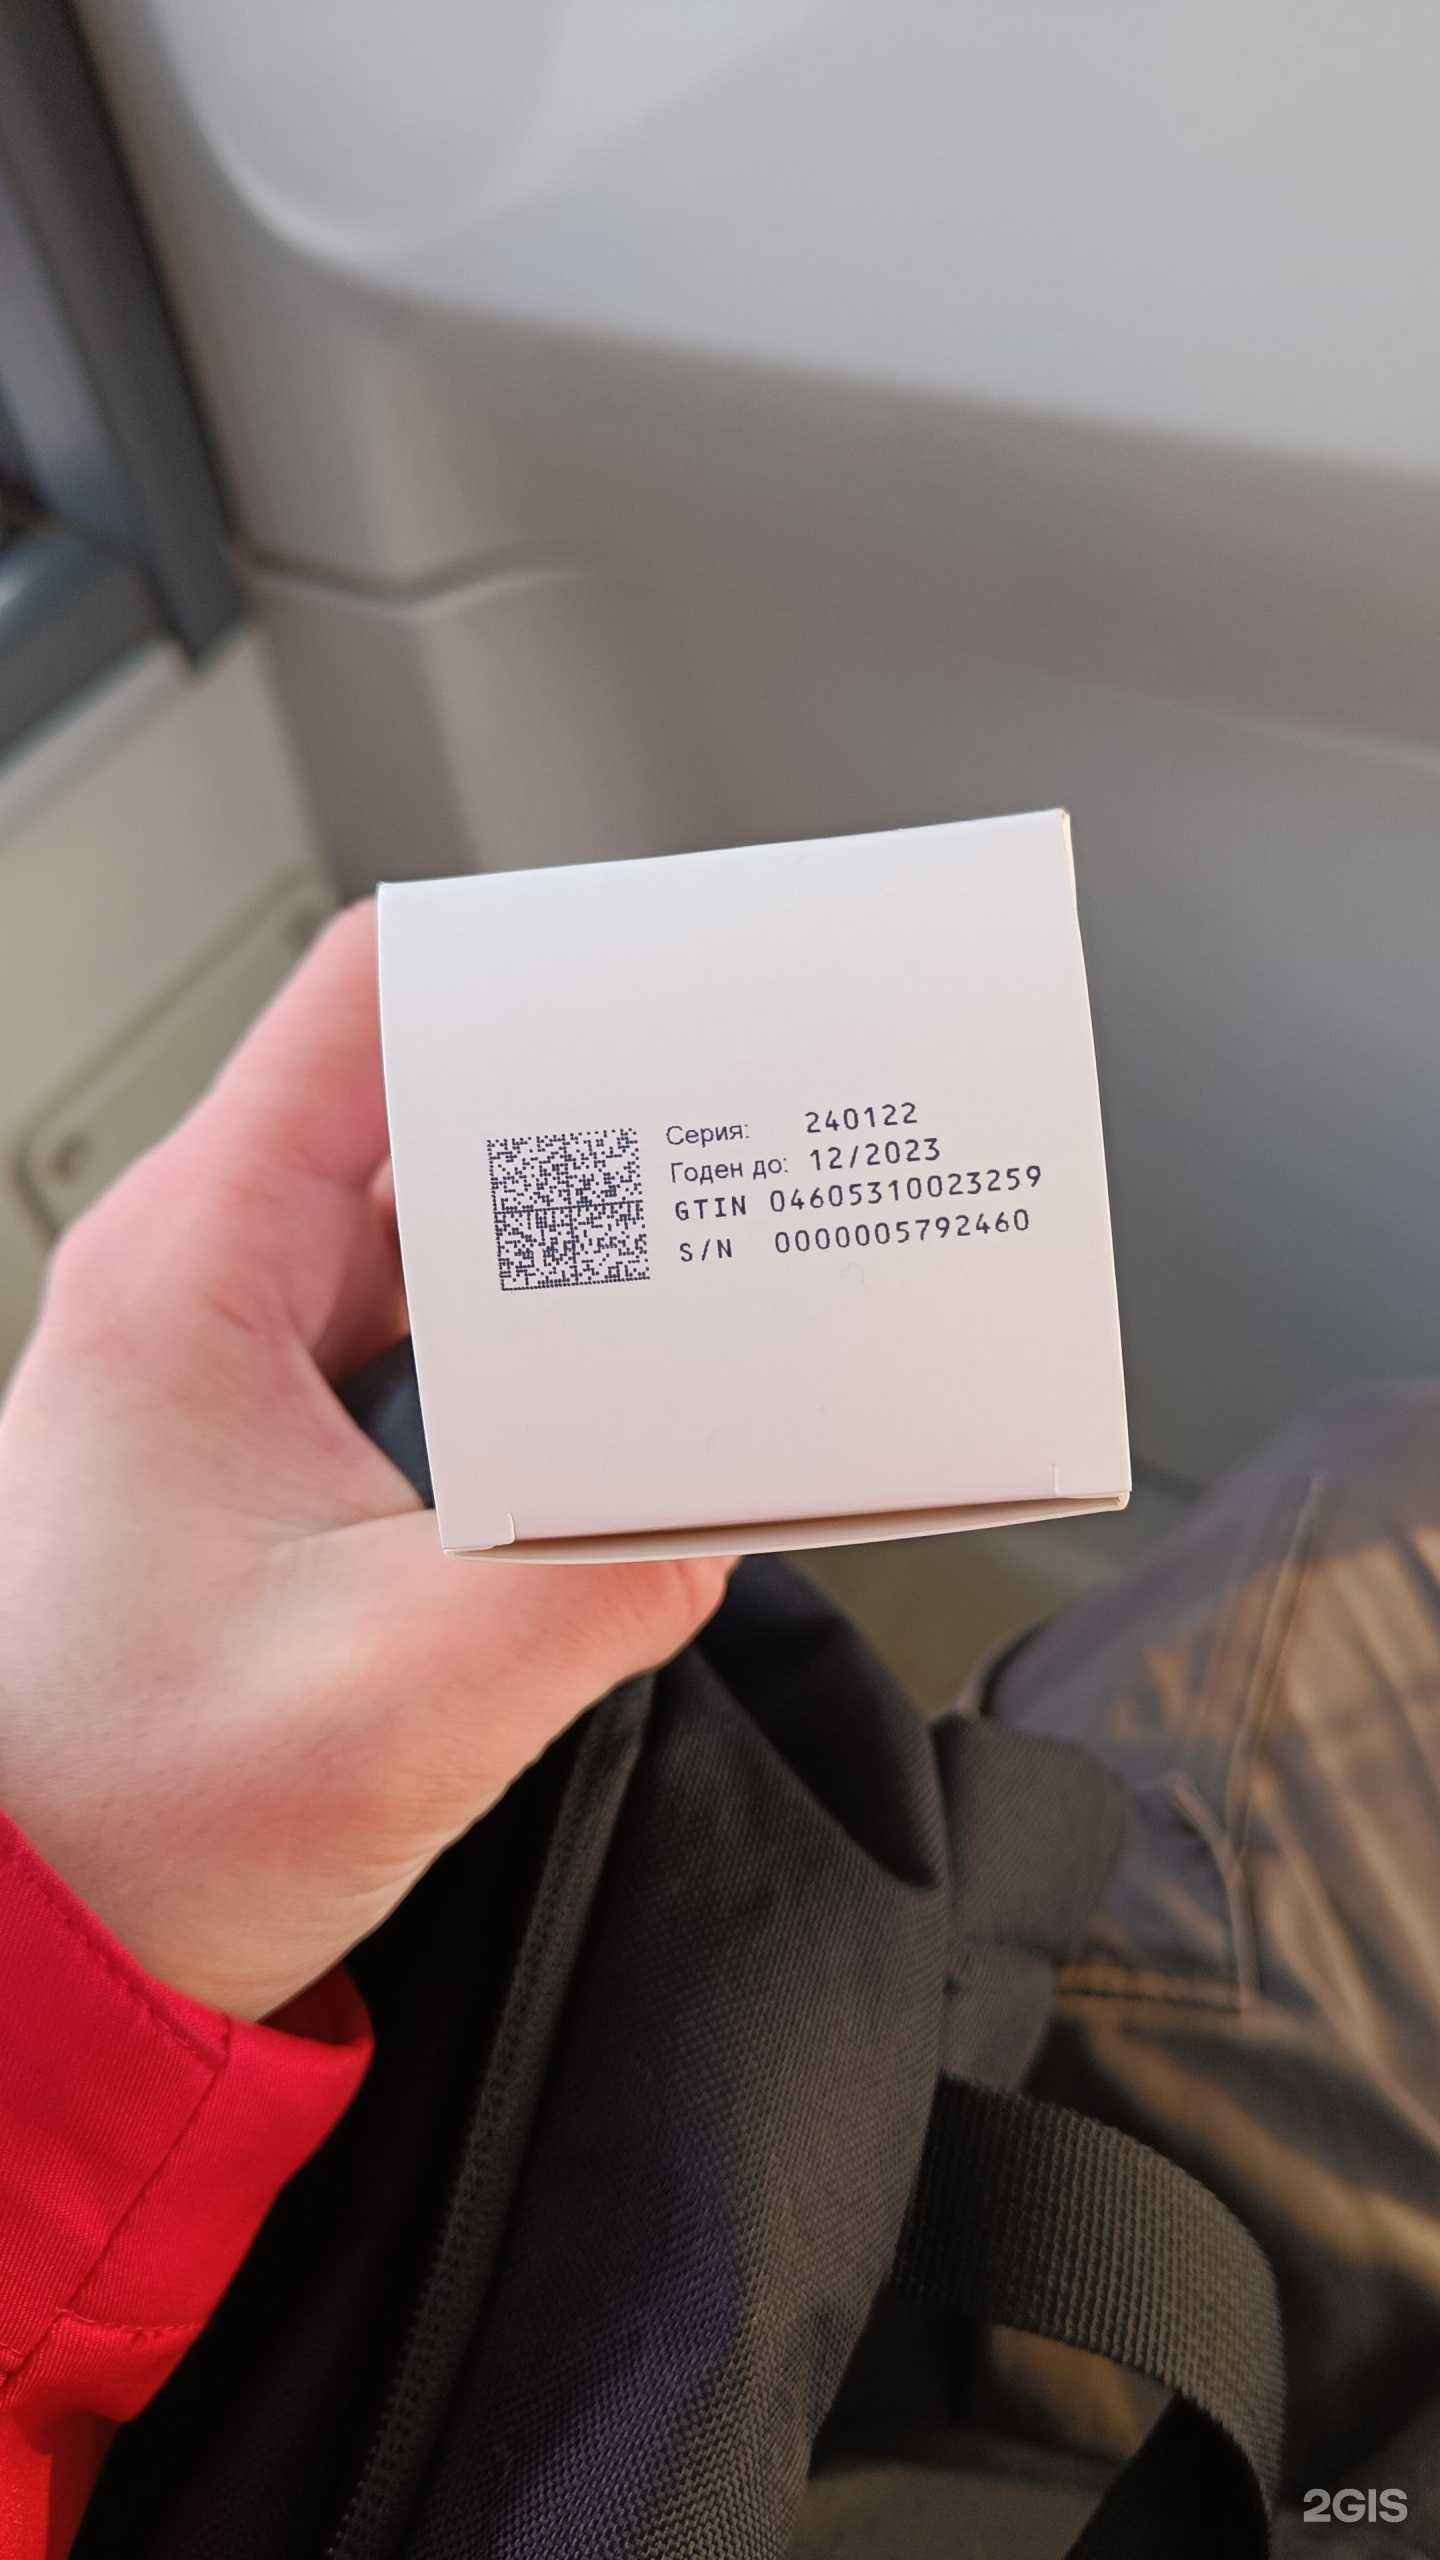 Серия: 240122
Годен до: 12/2023
GTIN 04605310023259
S/N 0000005792460
2GIS